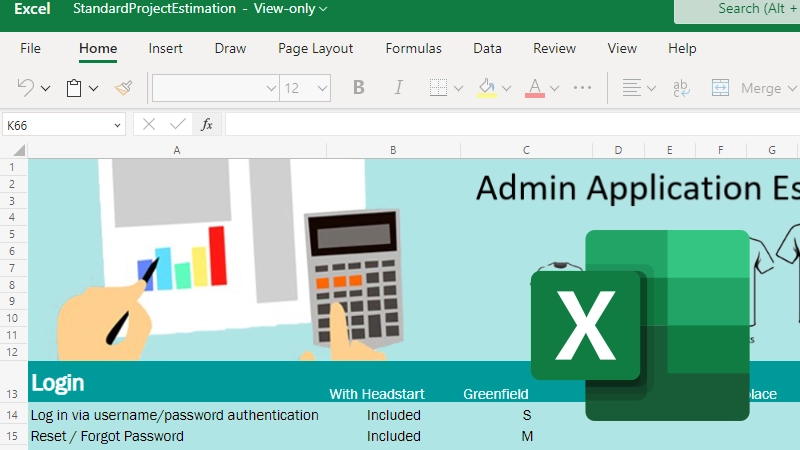 Excel StandardProjectEstimation - View-only Search (Alt +
File Home Insert Draw Page Layout Formulas Data Review View Help
12 B I A ab Merge
K66 fx
A B C D E F G
1
2 Admin Application Es
3
4
5
6
7
8
9
10
11
12
X
13 Login With Headstart Greenfield lace
14 Log in via username/password authentication Included S
15 Reset / Forgot Password Included M